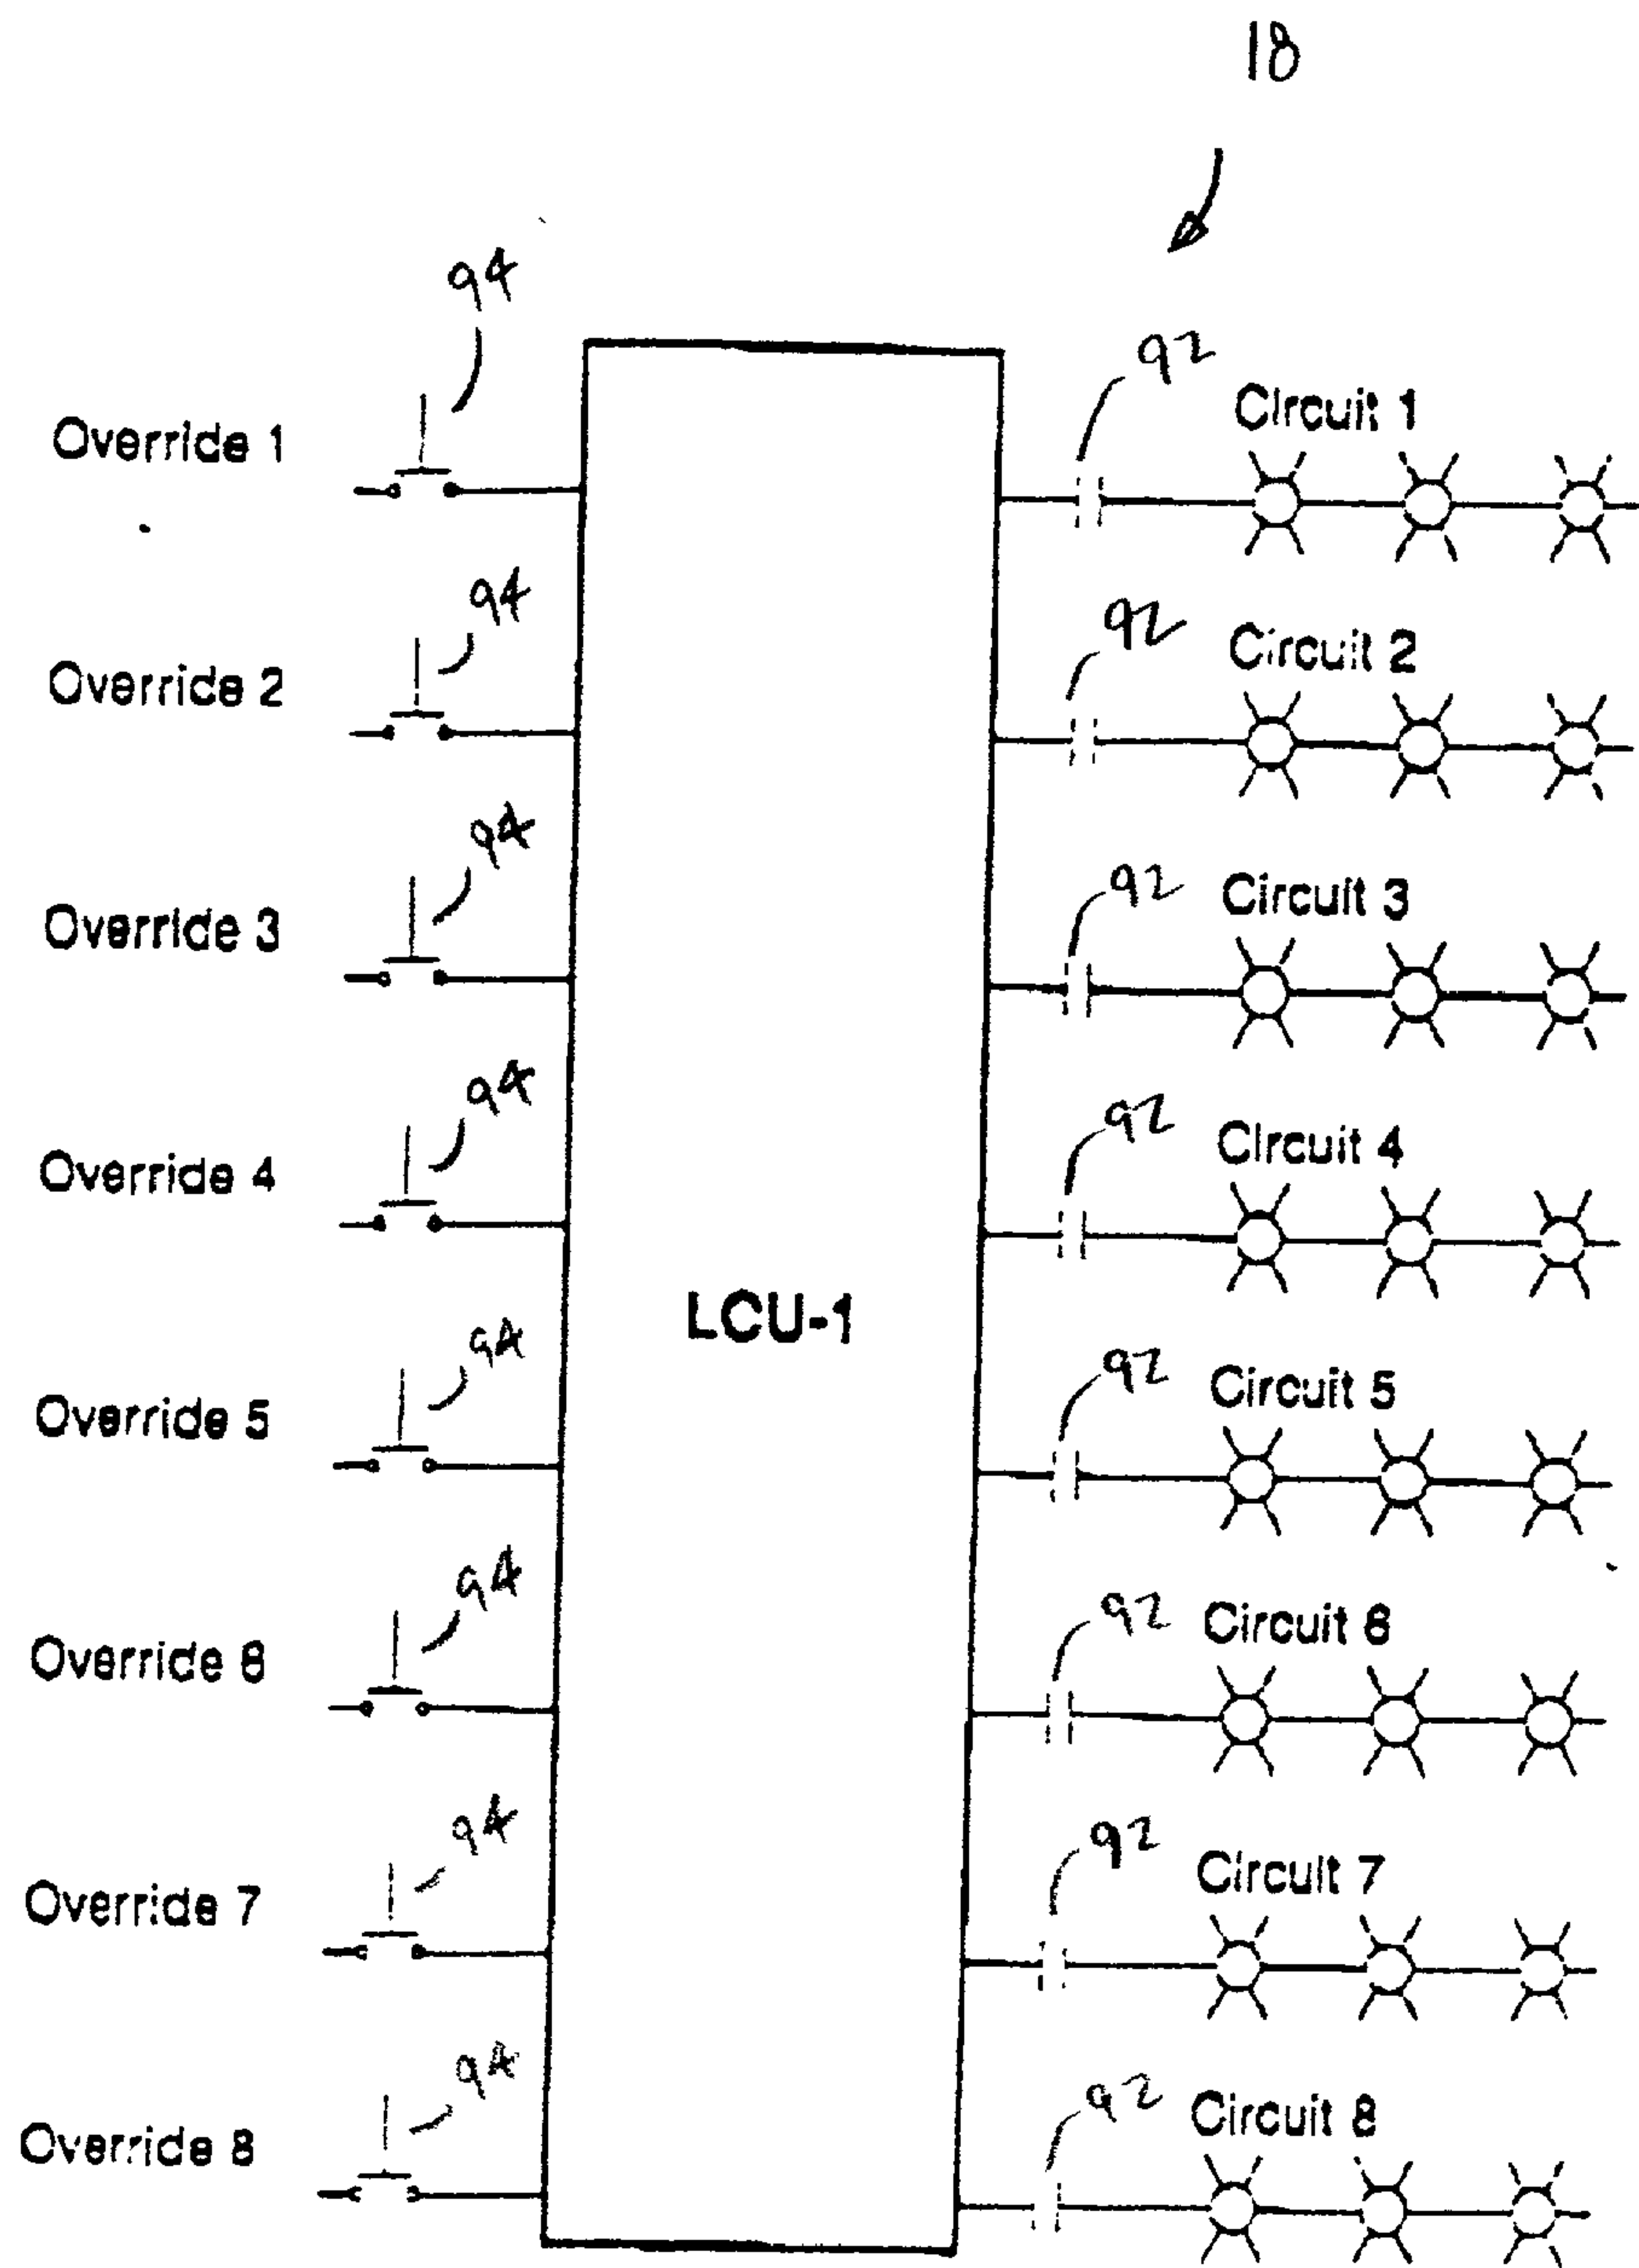 18
94
92
Override 1
Circuit 1
94
92
Override 2
Circuit 2
94
92
Override 3
Circuit 3
94
92
Override 4
Circuit 4
LCU-1
94
92
Override 5
Circuit 5
94
92
Override 6
Circuit 6
94
92
Override 7
Circuit 7
94
92
Override 8
Circuit 8